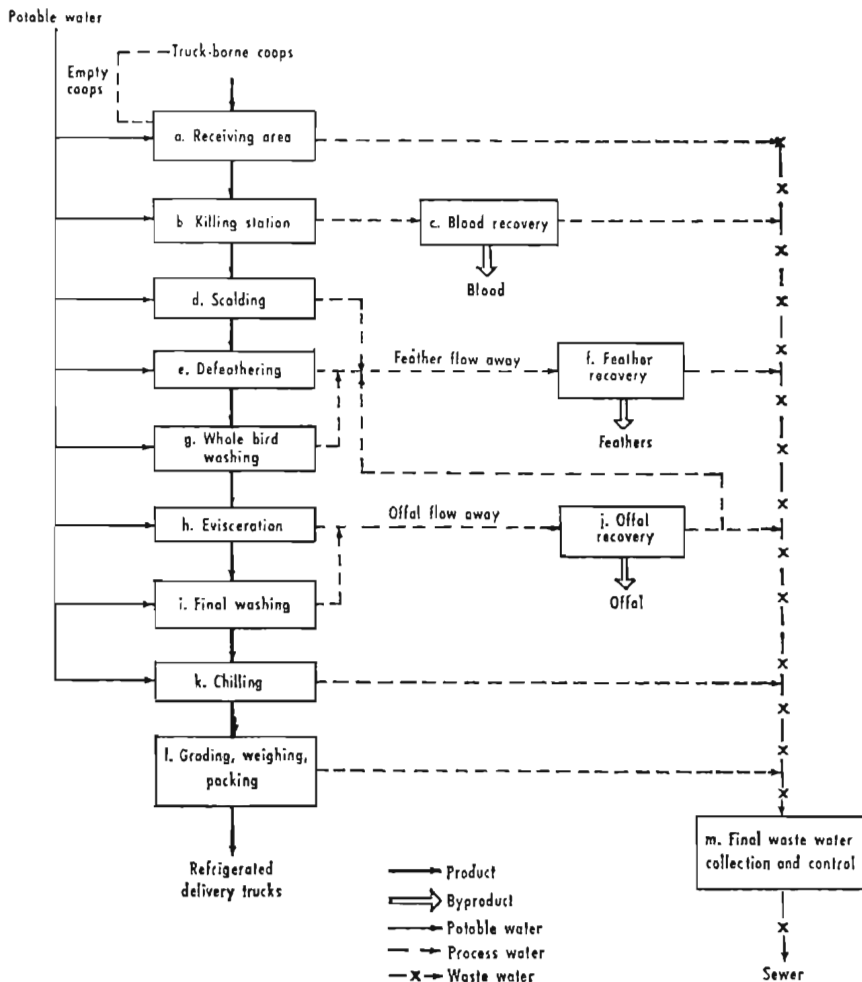 Potable water
Truck-borne coops
Empty
coops
a. Receiving area
b Killing station
c. Blood recovery
Blood
d. Scalding
e. Defeathering
Feather flow away
f. Feather
recovery
Feathers
g. Whole bird
washing
h. Evisceration
Offal flow away
j. Offal
recovery
Offal
i. Final washing
k. Chilling
l. Grading, weighing,
packing
m. Final waste water
collection and control
Refrigerated
delivery trucks
Product
Byproduct
Potable water
Process water
Waste water
Sewer